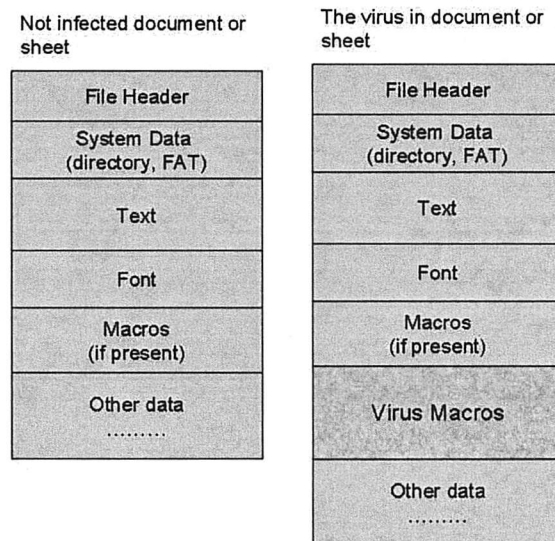 Not infected document or
sheet
File Header
System Data
(directory, FAT)
Text
Font
Macros
(if present)
Other data
.........
The virus in document or
sheet
File Header
System Data
(directory, FAT)
Text
Font
Macros
(if present)
Virus Macros
Other data
.........